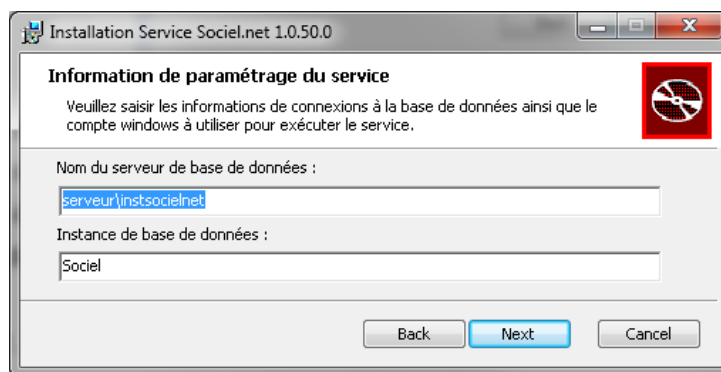 Installation Service Sociel.net 1.0.50.0
Information de paramétrage du service
Veuillez saisir les informations de connexions à la base de données ainsi que le
compte windows à utiliser pour exécuter le service.
Nom du serveur de base de données :
serveur\instsocielnet
Instance de base de données :
Sociel
Back Next Cancel